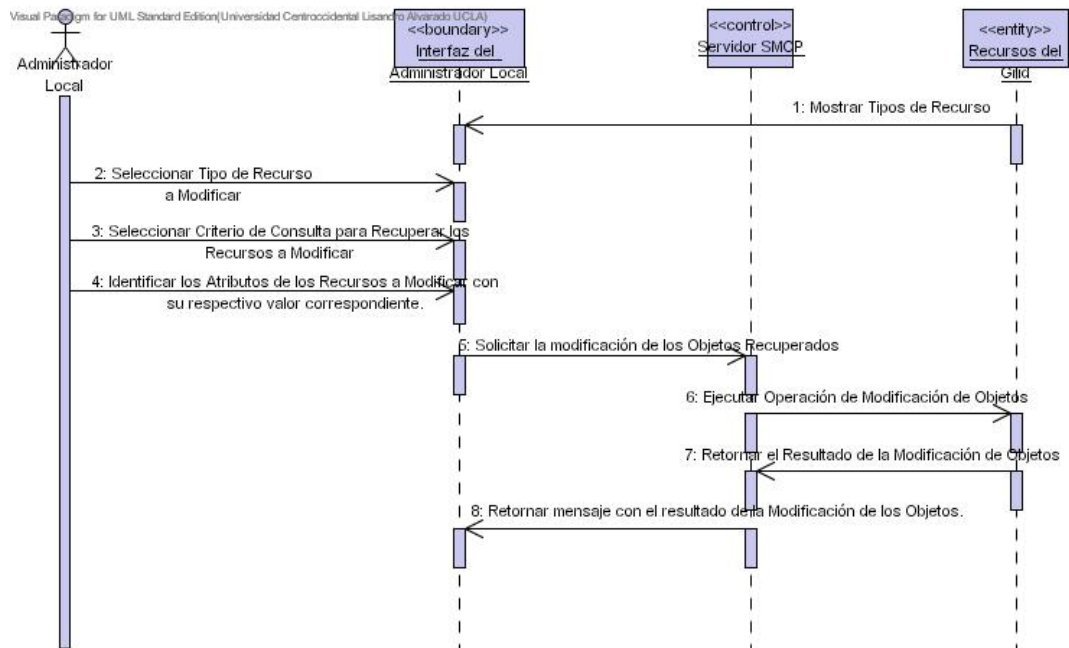 Visual Paradigm for UML Standard Edition(Universidad Centroccidental Lisandro Alvarado UCLA)
Administrador
Local
<<boundary>>
Interfaz del
Administrador Local
<<control>>
Servidor SMCP
<<entity>>
Recursos del
Glid
1: Mostrar Tipos de Recurso
2: Seleccionar Tipo de Recurso
a Modificar
3: Seleccionar Criterio de Consulta para Recuperar los
Recursos a Modificar
4: Identificar los Atributos de los Recursos a Modificar con
su respectivo valor correspondiente.
5: Solicitar la modificación de los Objetos Recuperados
6: Ejecutar Operación de Modificación de Objetos
7: Retornar el Resultado de la Modificación de Objetos
8: Retornar mensaje con el resultado de la Modificación de los Objetos.